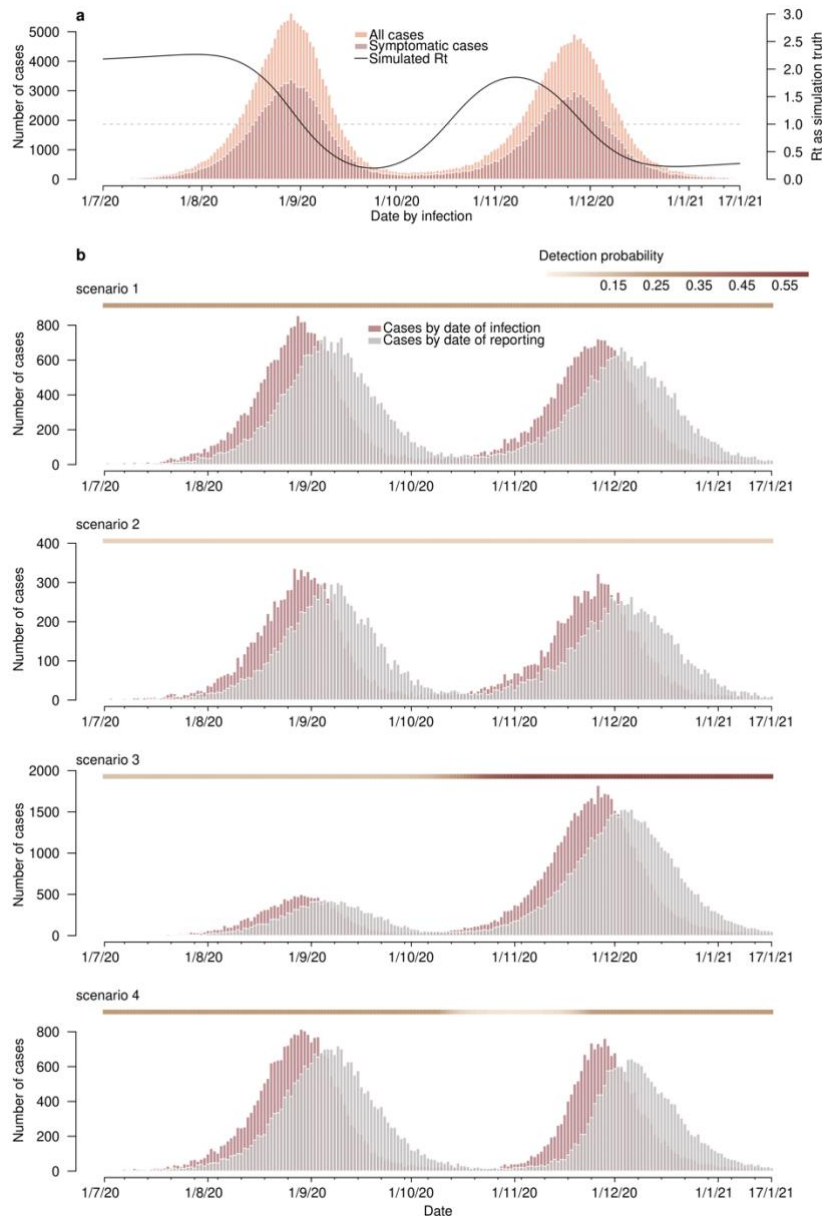 a
All cases
Symptomatic cases
Simulated Rt
Number of cases
5000
4000
3000
2000
1000
0
3.0
2.5
2.0
1.5
1.0
0.5
0.0
Rt as simulation truth
1/7/20 1/8/20 1/9/20 1/10/20 1/11/20 1/12/20 1/1/21 17/1/21
Date by infection
b
Detection probability
0.15 0.25 0.35 0.45 0.55
scenario 1
Cases by date of infection
Cases by date of reporting
Number of cases
800
600
400
200
0
1/7/20 1/8/20 1/9/20 1/10/20 1/11/20 1/12/20 1/1/21 17/1/21
scenario 2
Number of cases
400
300
200
100
0
1/7/20 1/8/20 1/9/20 1/10/20 1/11/20 1/12/20 1/1/21 17/1/21
scenario 3
Number of cases
2000
1500
1000
500
0
1/7/20 1/8/20 1/9/20 1/10/20 1/11/20 1/12/20 1/1/21 17/1/21
scenario 4
Number of cases
800
600
400
200
0
1/7/20 1/8/20 1/9/20 1/10/20 1/11/20 1/12/20 1/1/21 17/1/21
Date